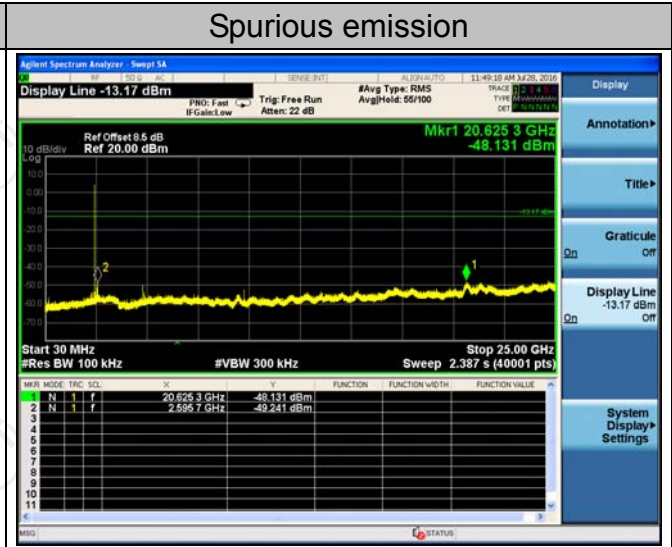 Spurious emission
Agilent Spectrum Analyzer - Swept SA
RF 50 Ω AC SENSE:INT ALIGN AUTO 11:49:18 AM Jul 28, 2016
Display Line -13.17 dBm
PNO: Fast
IFGain:Low
Trig: Free Run
Atten: 22 dB
#Avg Type: RMS
Avg|Hold: 55/100
TRACE 1 2 3 4 5 6
TYPE M
DET P N N N N N
Ref Offset 8.5 dB
Ref 20.00 dBm
Mkr1 20.625 3 GHz
-48.131 dBm
10 dB/div
Log
10.0
0.00
-10.0
-13.17 dBm
-20.0
-30.0
-40.0
-50.0
-60.0
-70.0
2
1
Start 30 MHz
Stop 25.00 GHz
#Res BW 100 kHz
#VBW 300 kHz
Sweep 2.387 s (40001 pts)
MKR MODE TRC SCL X Y FUNCTION FUNCTION WIDTH FUNCTION VALUE
1 N 1 f 20.625 3 GHz -48.131 dBm
2 N 1 f 2.595 7 GHz -49.241 dBm
3
4
5
6
7
8
9
10
11
MSG
STATUS
Display
Annotation
Title
Graticule
On Off
Display Line
-13.17 dBm
On Off
System
Display
Settings